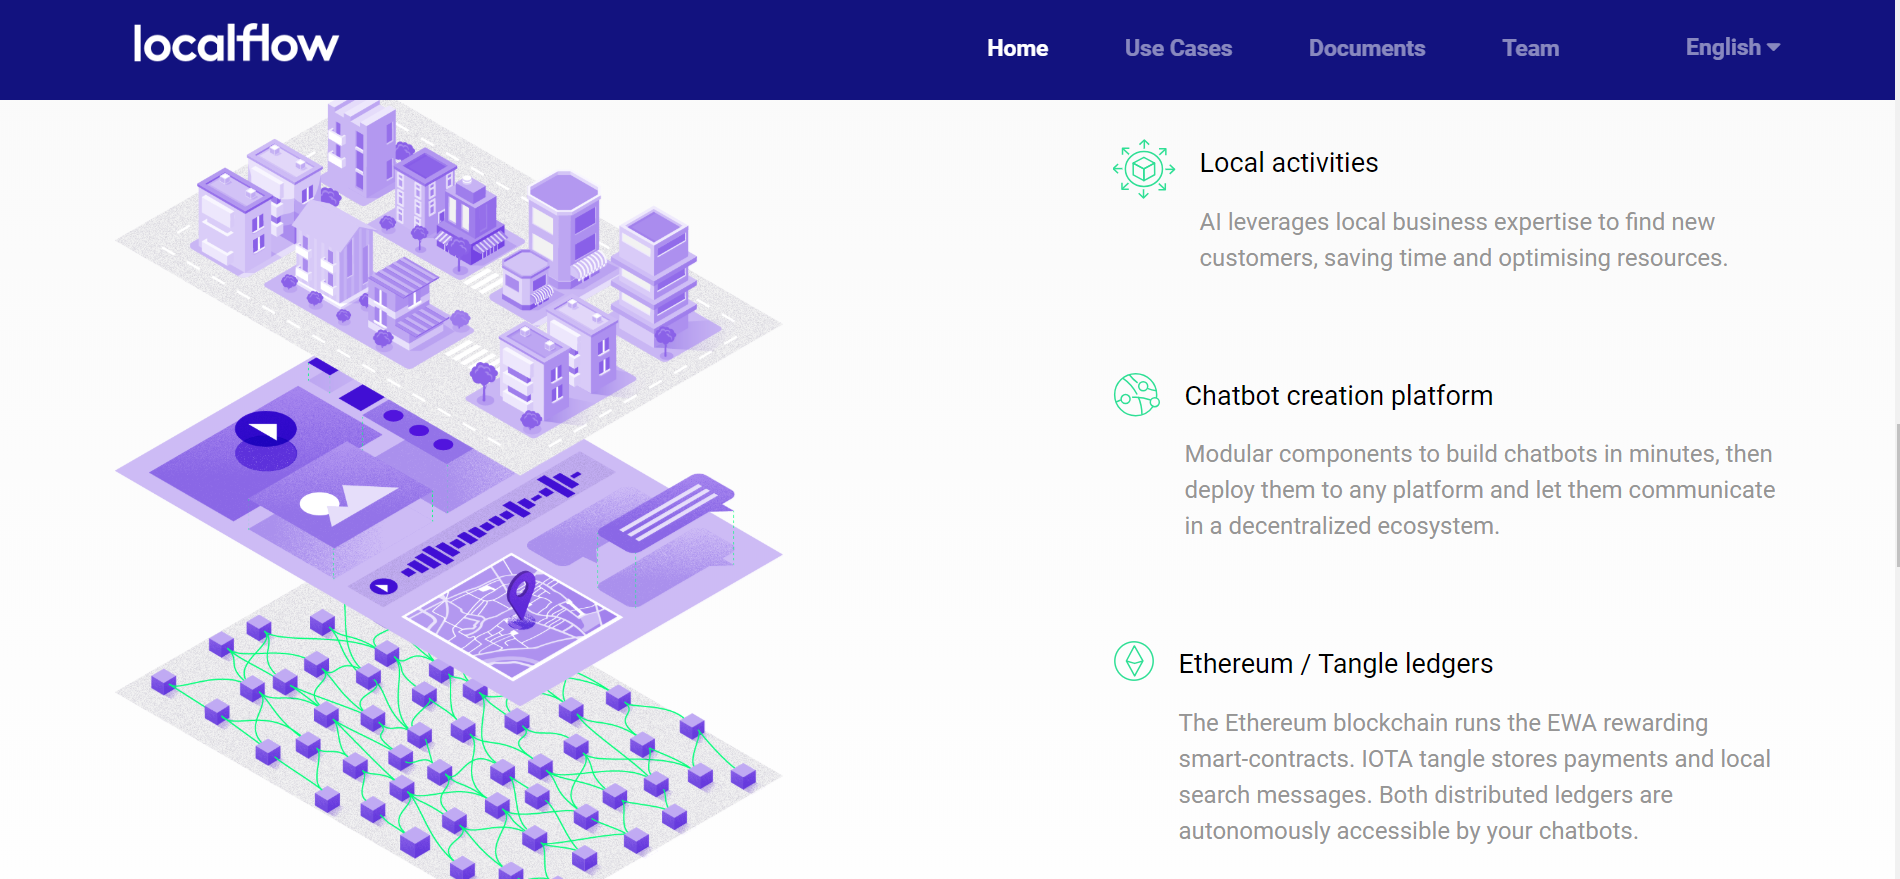 localflow
Home Use Cases Documents Team English
Local activities
AI leverages local business expertise to find new
customers, saving time and optimising resources.
Chatbot creation platform
Modular components to build chatbots in minutes, then
deploy them to any platform and let them communicate
in a decentralized ecosystem.
Ethereum / Tangle ledgers
The Ethereum blockchain runs the EWA rewarding
smart-contracts. IOTA tangle stores payments and local
search messages. Both distributed ledgers are
autonomously accessible by your chatbots.